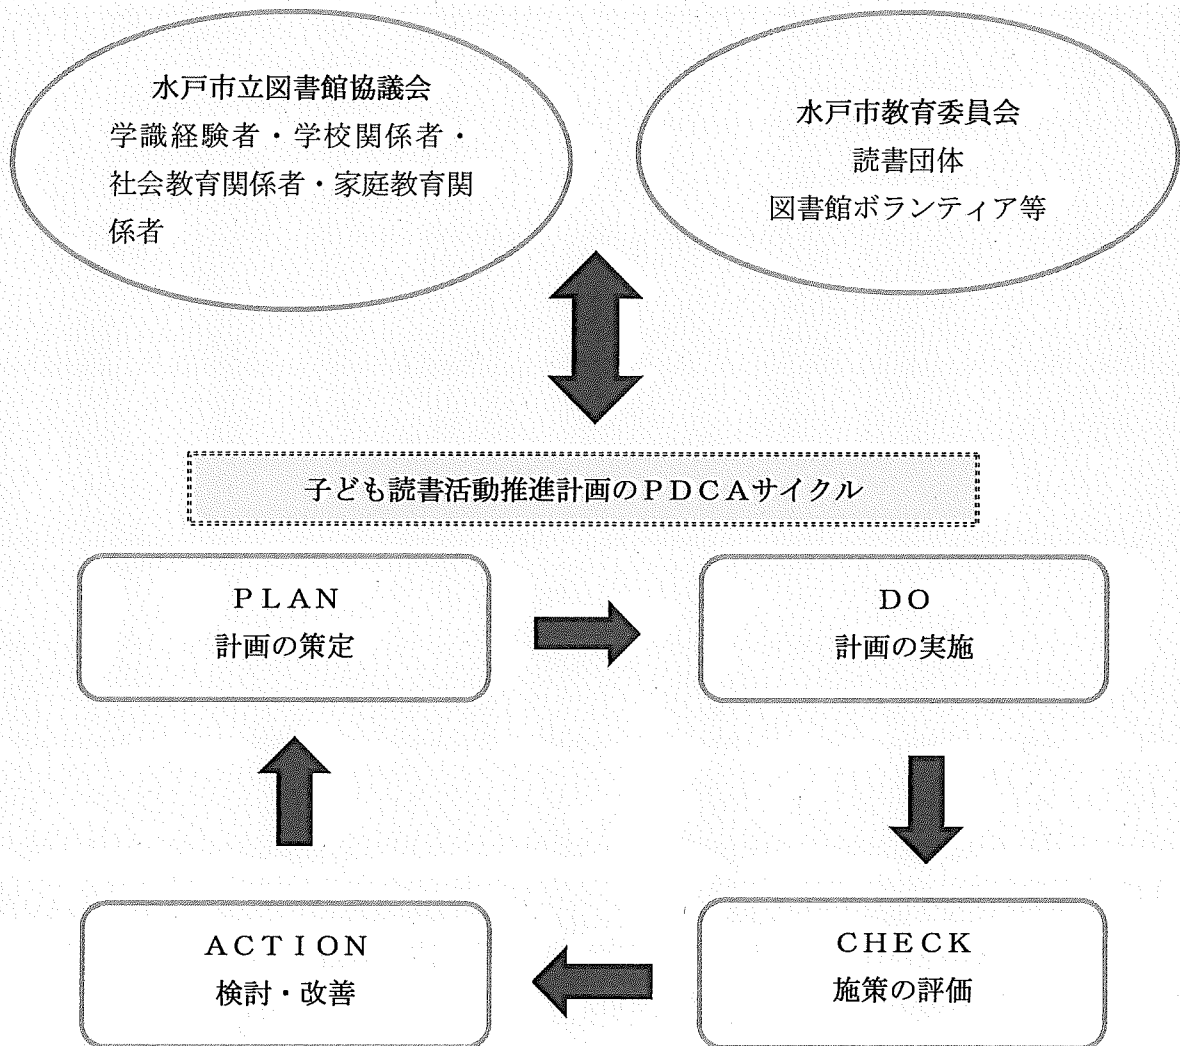 水戸市立図書館協議会
学識経験者・学校関係者・
社会教育関係者・家庭教育関
係者
水戸市教育委員会
読書団体
図書館ボランティア等
子ども読書活動推進計画のPDCAサイクル
PLAN
計画の策定
DO
計画の実施
ACTION
検討・改善
CHECK
施策の評価